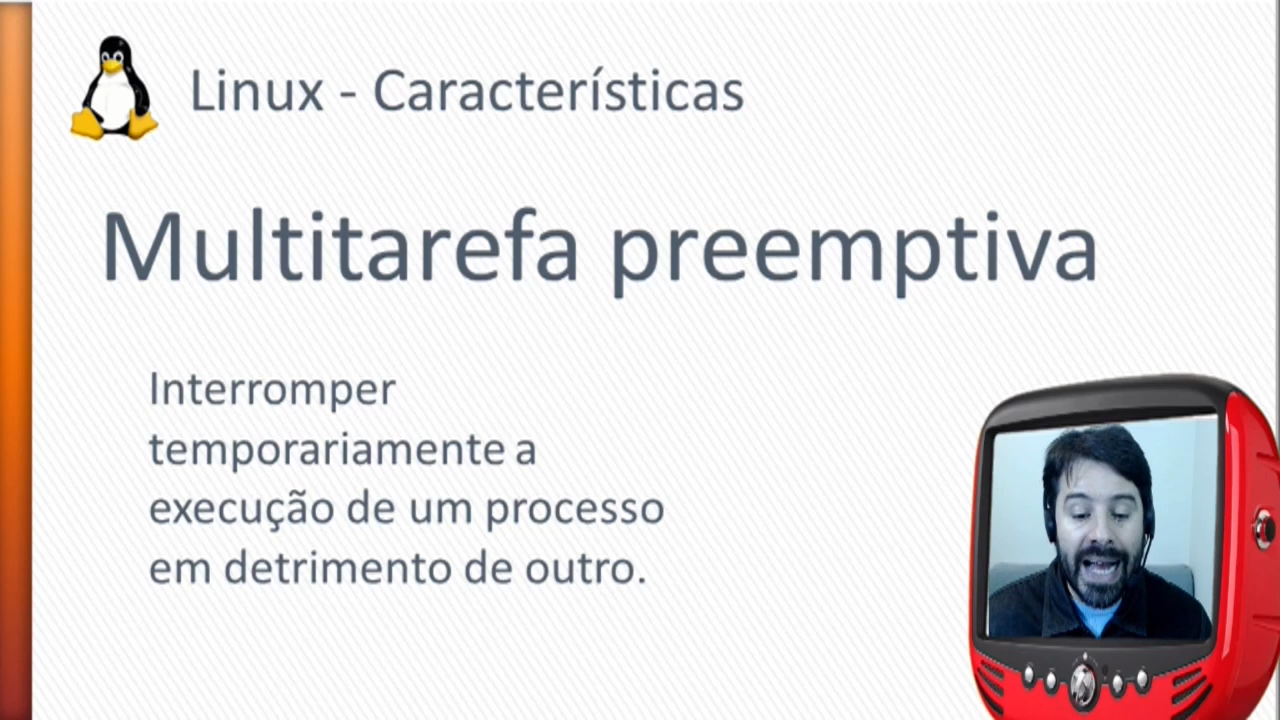 Linux - Características
Multitarefa preemptiva
Interromper
temporariamente a
execução de um processo
em detrimento de outro.